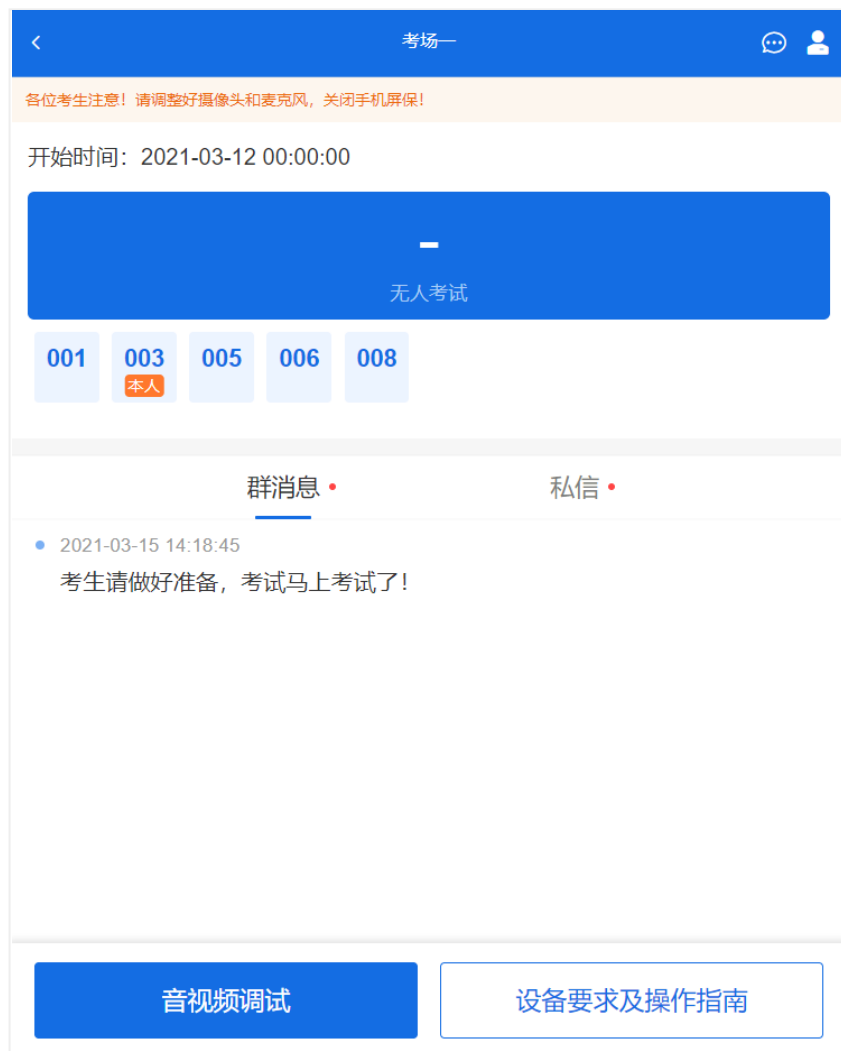 考场一
各位考生注意！请调整好摄像头和麦克风，关闭手机屏保！
开始时间：2021-03-12 00:00:00
-
无人考试
001 003 005 006 008
本人
群消息 私信
2021-03-15 14:18:45
考生请做好准备，考试马上考试了！
音视频调试 设备要求及操作指南